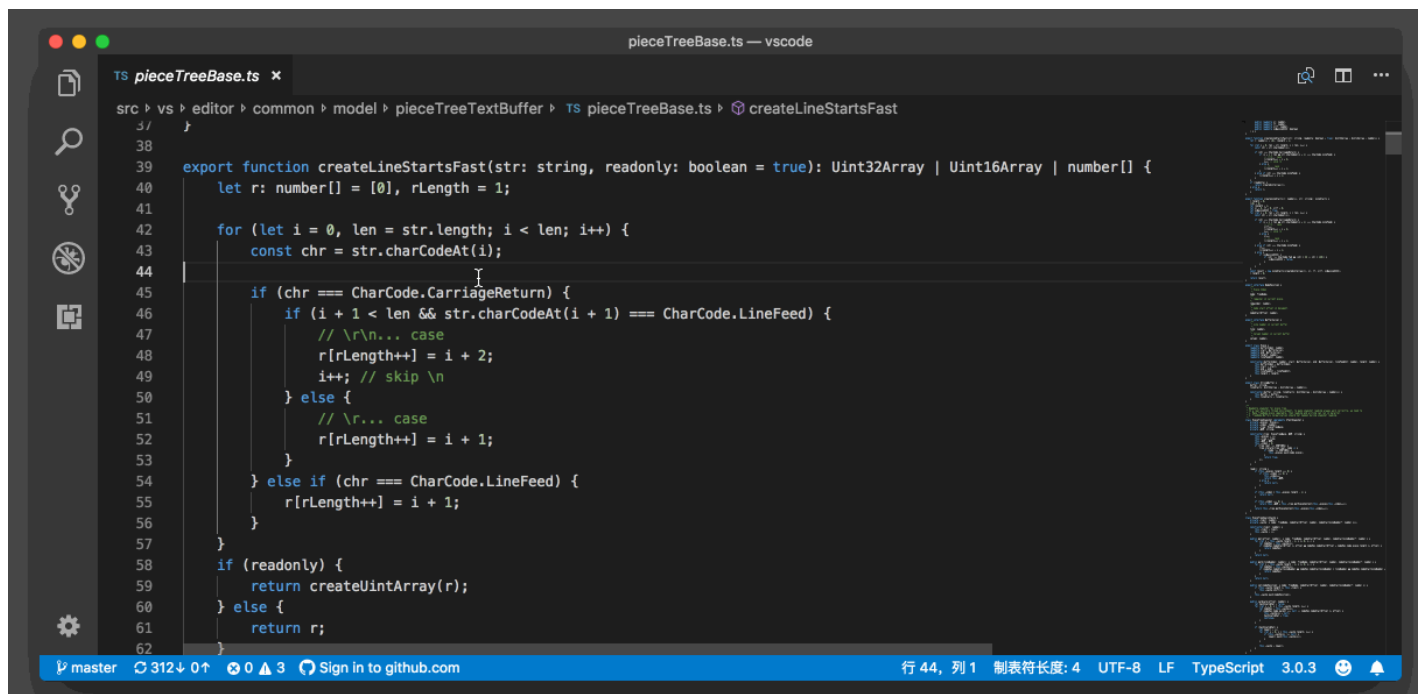 pieceTreeBase.ts — vscode
TS pieceTreeBase.ts ×
src ▸ vs ▸ editor ▸ common ▸ model ▸ pieceTreeTextBuffer ▸ TS pieceTreeBase.ts ▸ createLineStartsFast
37 }
38
39 export function createLineStartsFast(str: string, readonly: boolean = true): Uint32Array | Uint16Array | number[] {
40 let r: number[] = [0], rLength = 1;
41
42 for (let i = 0, len = str.length; i < len; i++) {
43 const chr = str.charCodeAt(i);
44
45 if (chr === CharCode.CarriageReturn) {
46 if (i + 1 < len && str.charCodeAt(i + 1) === CharCode.LineFeed) {
47 // \r\n... case
48 r[rLength++] = i + 2;
49 i++; // skip \n
50 } else {
51 // \r... case
52 r[rLength++] = i + 1;
53 }
54 } else if (chr === CharCode.LineFeed) {
55 r[rLength++] = i + 1;
56 }
57 }
58 if (readonly) {
59 return createUintArray(r);
60 } else {
61 return r;
62 }
master 312↓ 0↑ 0 3 Sign in to github.com 行 44，列 1 制表符长度: 4 UTF-8 LF TypeScript 3.0.3